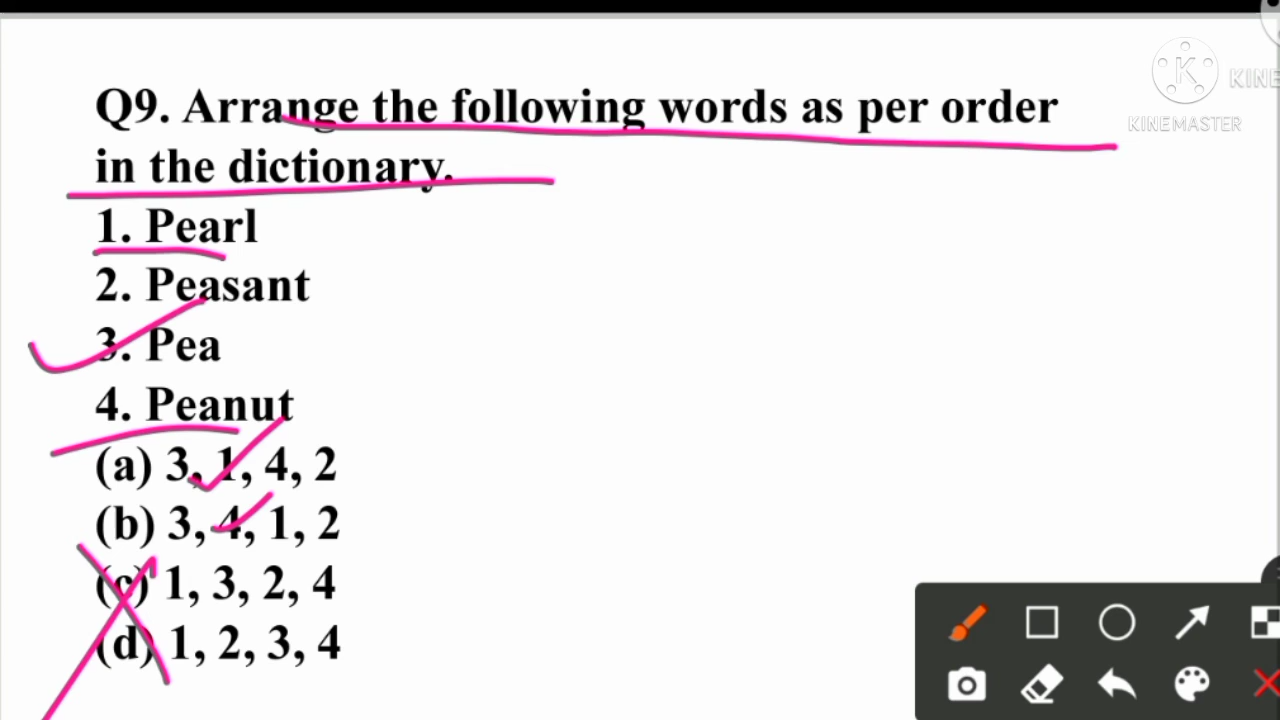 Q9. Arrange the following words as per order
in the dictionary.
1. Pearl
2. Peasant
3. Pea
4. Peanut
(a) 3, 1, 4, 2
(b) 3, 4, 1, 2
(c) 1, 3, 2, 4
(d) 1, 2, 3, 4
K
KINE
KINEMASTER